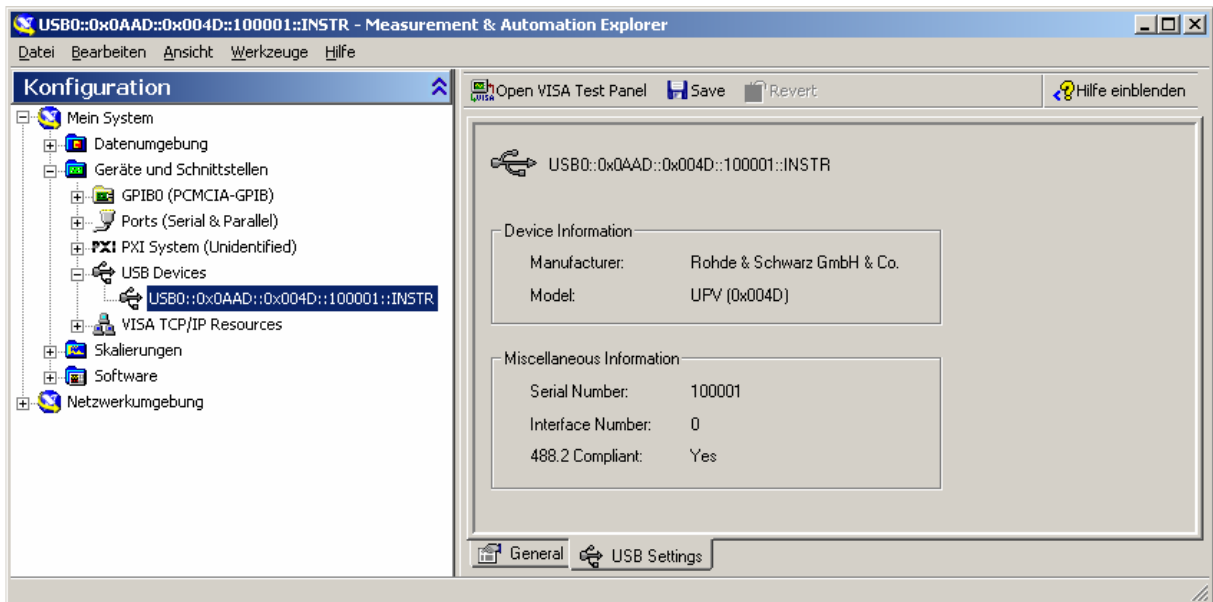 USB0::0x0AAD::0x004D::100001::INSTR - Measurement & Automation Explorer
Datei Bearbeiten Ansicht Werkzeuge Hilfe
Konfiguration
Mein System
Datenumgebung
Geräte und Schnittstellen
GPIB0 (PCMCIA-GPIB)
Ports (Serial & Parallel)
PXI PXI System (Unidentified)
USB Devices
USB0::0x0AAD::0x004D::100001::INSTR
VISA TCP/IP Resources
Skalierungen
Software
Netzwerkumgebung
VISA Open VISA Test Panel Save Revert Hilfe einblenden
USB0::0x0AAD::0x004D::100001::INSTR
Device Information
Manufacturer: Rohde & Schwarz GmbH & Co.
Model: UPV (0x004D)
Miscellaneous Information
Serial Number: 100001
Interface Number: 0
488.2 Compliant: Yes
General USB Settings